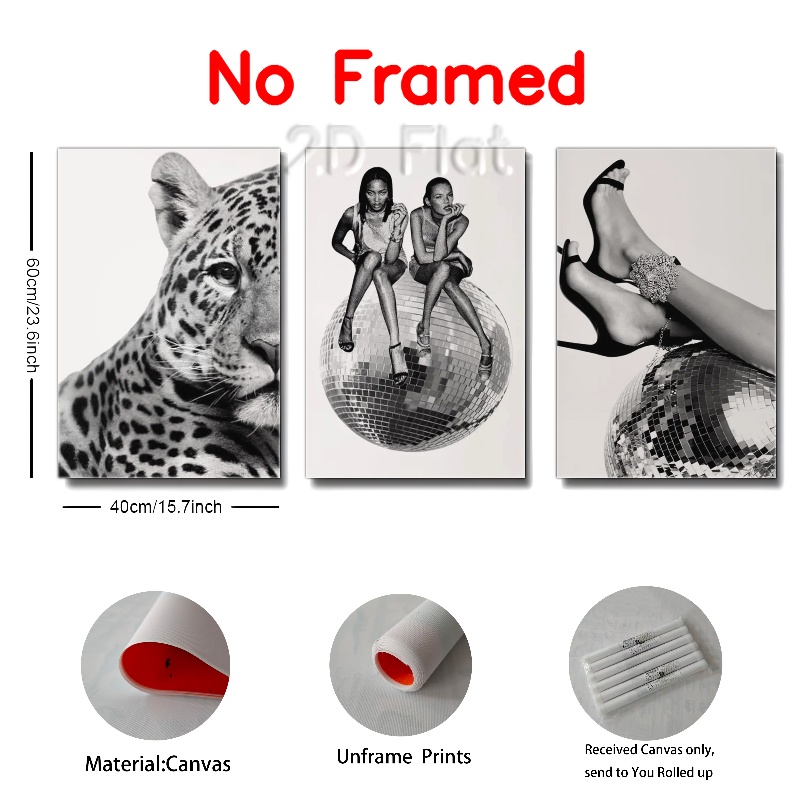 No Framed
2D Flat
60cm/23.6inch
40cm/15.7inch
Material:Canvas
Unframe Prints
Received Canvas only,
send to You Rolled up